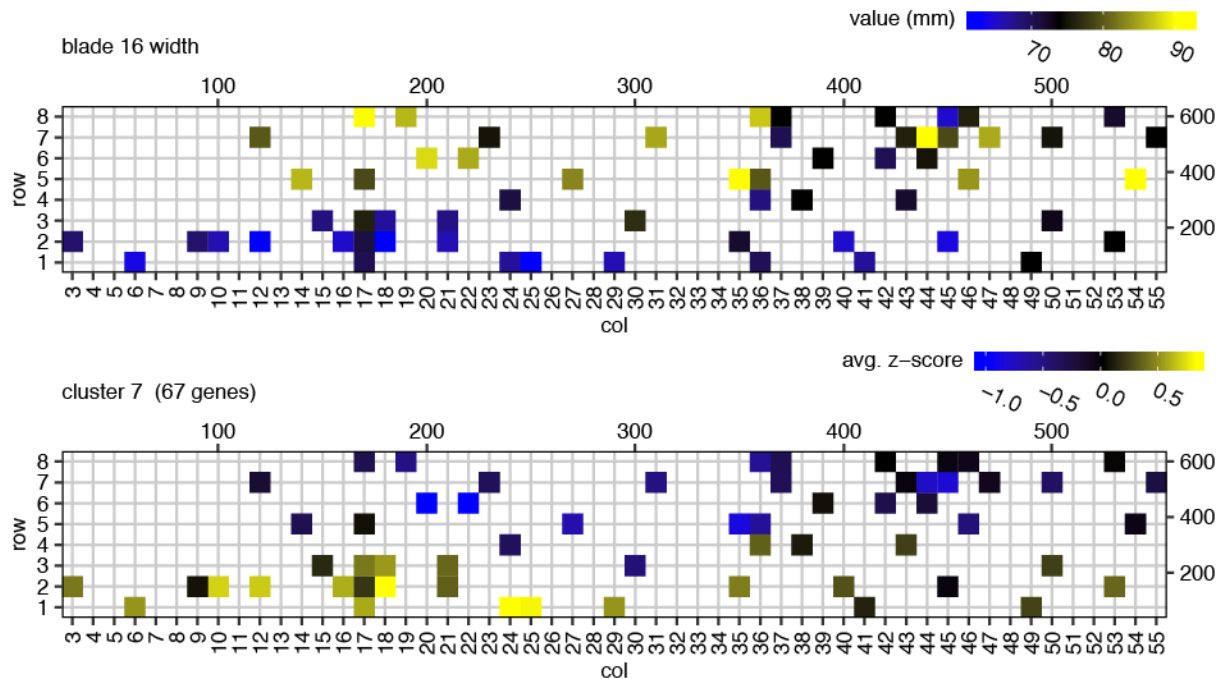 value (mm)
70 80 90
blade 16 width
100 200 300 400 500
8 600
7
6
5 400
4
3
2 200
1
row
3 4 5 6 7 8 9 10 11 12 13 14 15 16 17 18 19 20 21 22 23 24 25 26 27 28 29 30 31 32 33 34 35 36 37 38 39 40 41 42 43 44 45 46 47 48 49 50 51 52 53 54 55
col
avg. z−score
−1.0 −0.5 0.0 0.5
cluster 7 (67 genes)
100 200 300 400 500
8 600
7
6
5 400
4
3
2 200
1
row
3 4 5 6 7 8 9 10 11 12 13 14 15 16 17 18 19 20 21 22 23 24 25 26 27 28 29 30 31 32 33 34 35 36 37 38 39 40 41 42 43 44 45 46 47 48 49 50 51 52 53 54 55
col